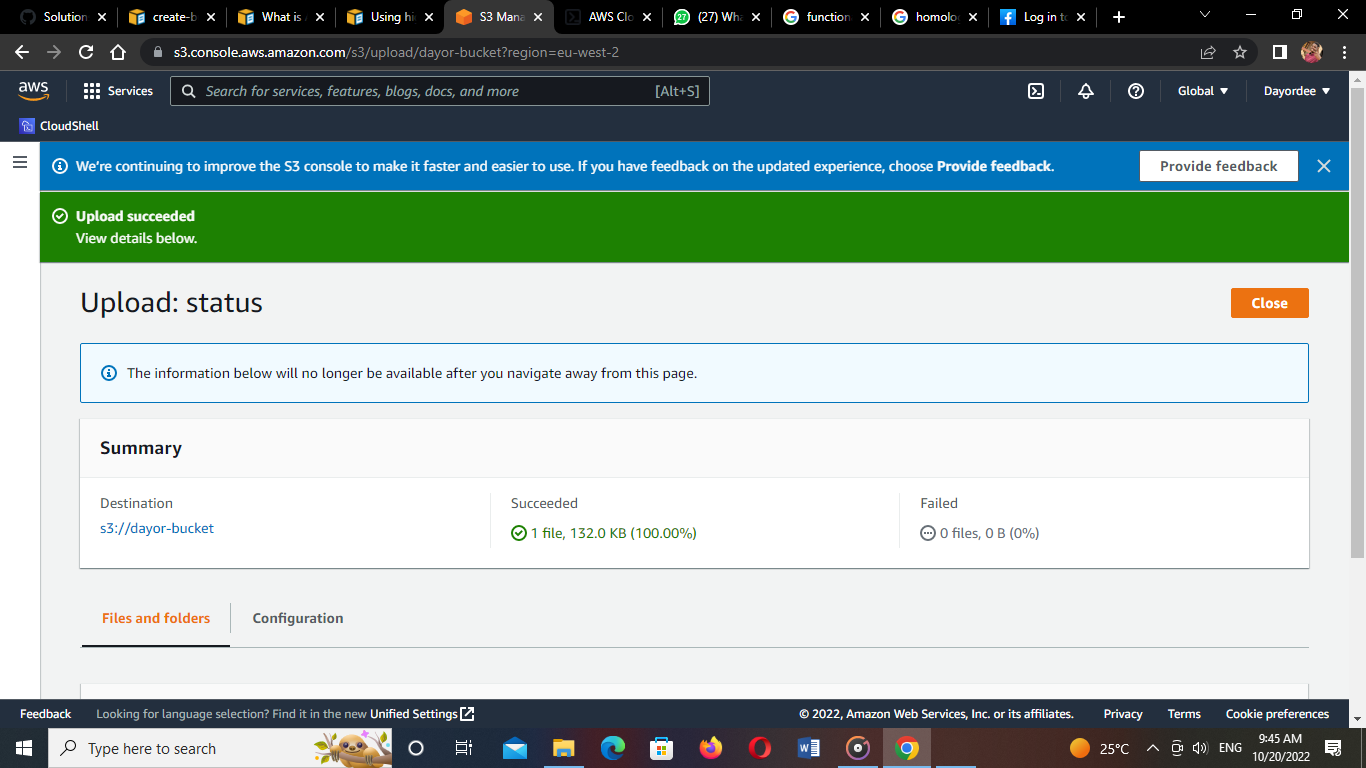 Solution
create-b
What is
Using hi
S3 Mana
AWS Clo
(27) Wha
function
homolog
Log in to
s3.console.aws.amazon.com/s3/upload/dayor-bucket?region=eu-west-2
aws
Services
Search for services, features, blogs, docs, and more
[Alt+S]
Global
Dayordee
CloudShell
We're continuing to improve the S3 console to make it faster and easier to use. If you have feedback on the updated experience, choose Provide feedback.
Provide feedback
Upload succeeded
View details below.
Upload: status
Close
The information below will no longer be available after you navigate away from this page.
Summary
Destination
s3://dayor-bucket
Succeeded
1 file, 132.0 KB (100.00%)
Failed
0 files, 0 B (0%)
Files and folders
Configuration
Feedback
Looking for language selection? Find it in the new Unified Settings
© 2022, Amazon Web Services, Inc. or its affiliates.
Privacy
Terms
Cookie preferences
Type here to search
25°C
ENG
9:45 AM
10/20/2022